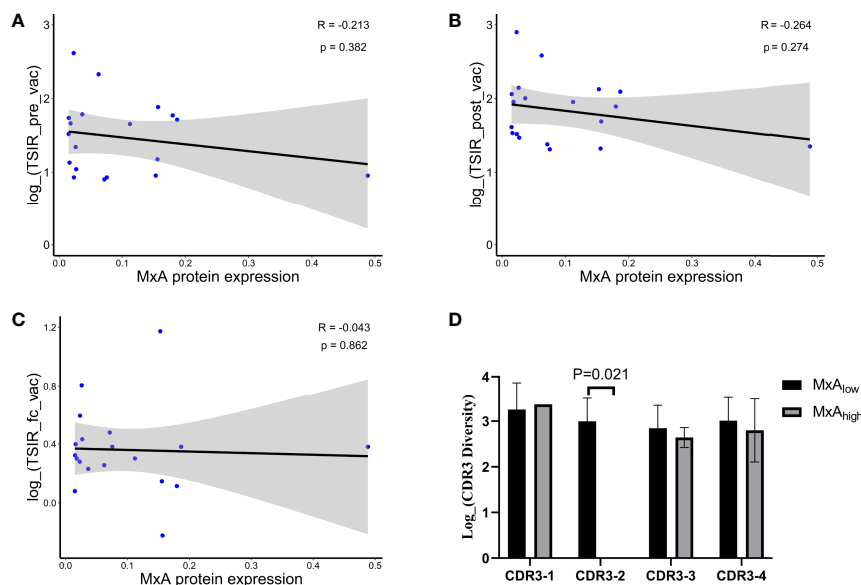 A
R = -0.213
p = 0.382
3
2
1
0
log_(TSIR_pre_vac)
0.0 0.1 0.2 0.3 0.4 0.5
MxA protein expression
B
R = -0.264
p = 0.274
3
2
1
0
log_(TSIR_post_vac)
0.0 0.1 0.2 0.3 0.4 0.5
MxA protein expression
C
R = -0.043
p = 0.862
1.2
0.8
0.4
0.0
log_(TSIR_fc_vac)
0.0 0.1 0.2 0.3 0.4 0.5
MxA protein expression
D
P=0.021
MxAlow
MxAhigh
4
3
2
1
0
Log_(CDR3 Diversity)
CDR3-1 CDR3-2 CDR3-3 CDR3-4